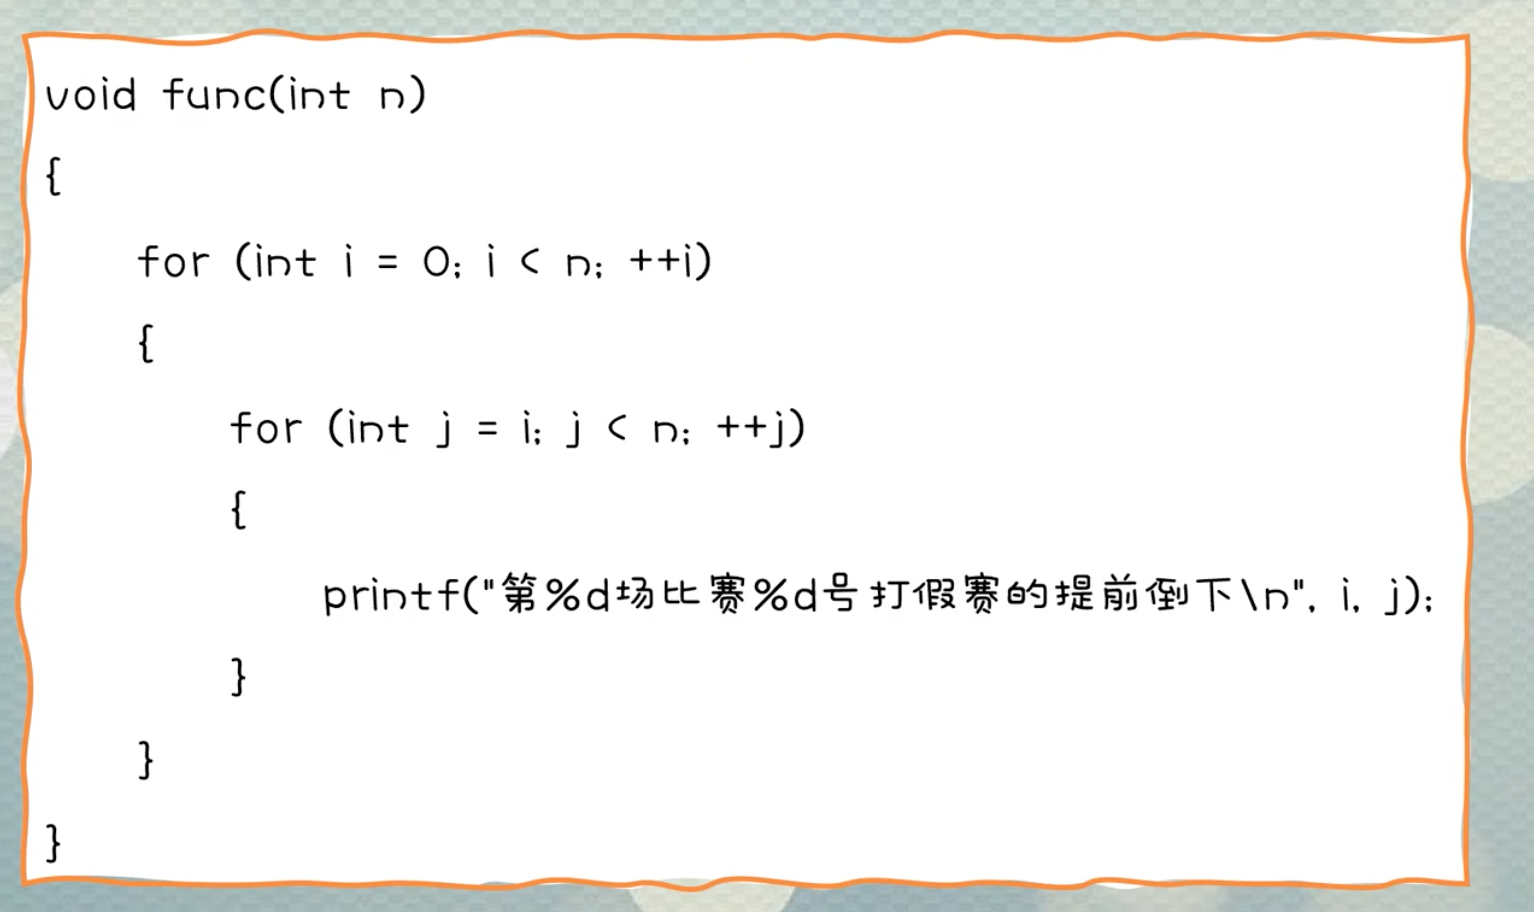 void func(int n)
{
for (int i = 0; i < n; ++i)
{
for (int j = i; j < n; ++j)
{
printf("第%d场比赛%d号打假赛的提前倒下\n", i, j);
}
}
}